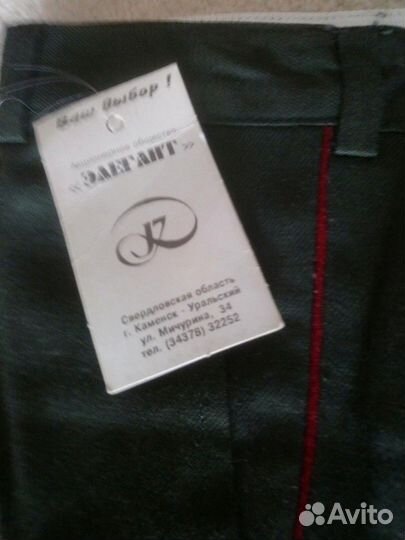 Ваш выбор !
Акционерное общество
« ЭЛЕГАНТ »
Свердловская область
г. Каменск - Уральский
ул. Мичурина, 34
тел. (34378) 32252
Avito